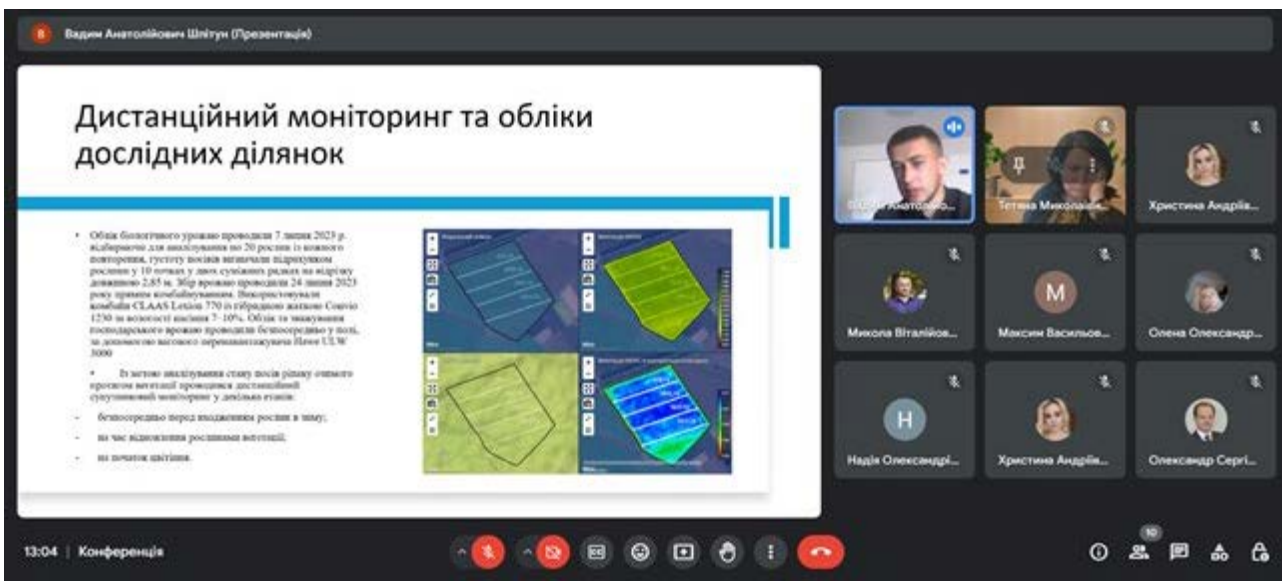 В
Вадим Анатолійович Шпітун (Презентація)
Дистанційний моніторинг та обліки
дослідних ділянок
• Облік біологічного урожаю проводили 7 липня 2023 р.
відбираючи для аналізування по 20 рослин із кожного
повторення, густоту посівів визначали підрахунком
рослин у 10 точках у двох суміжних рядках на відрізку
довжиною 2,85 м. Збір врожаю проводили 24 липня 2023
року прямим комбайнуванням. Використовували
комбайн CLAAS Lexion 770 із гібридною жаткою Convio
1230 за вологості насіння 7-10%. Облік та зважування
господарського врожаю проводили безпосередньо у полі,
за допомогою вагового перевантажувача Hawe ULW
3000
• Із метою аналізування стану посів ріпаку озимого
протягом вегетації проводився дистанційний
супутниковий моніторинг у декілька етапів:
- безпосередньо перед входженням рослин в зиму;
- на час відновлення рослинами вегетації;
- на початок цвітіння.
Вадим Анатолійо...
Тетяна Миколаївн...
Христина Андріїв...
Микола Віталійов...
М
Максим Васильов...
Олена Олександр...
Н
Надія Олександрі...
Христина Андріїв...
Олександр Сергі...
13:04 | Конференція
10